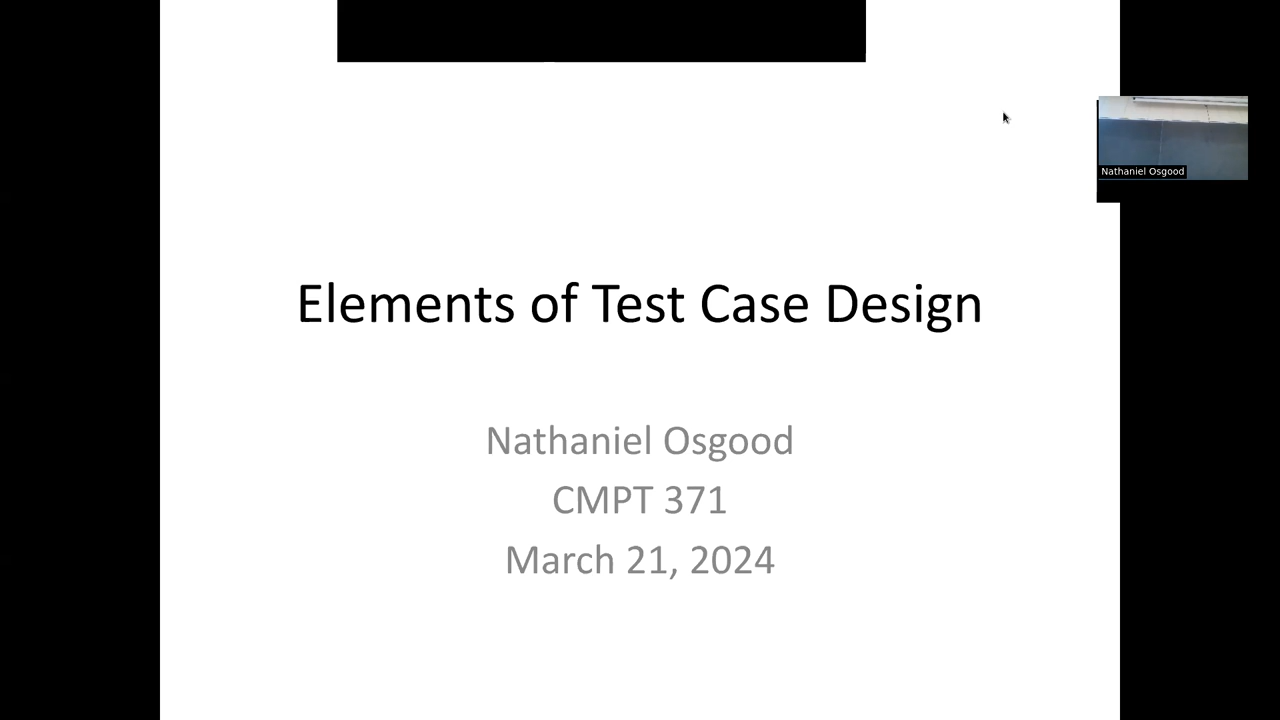 Elements of Test Case Design
Nathaniel Osgood
CMPT 371
March 21, 2024
Nathaniel Osgood